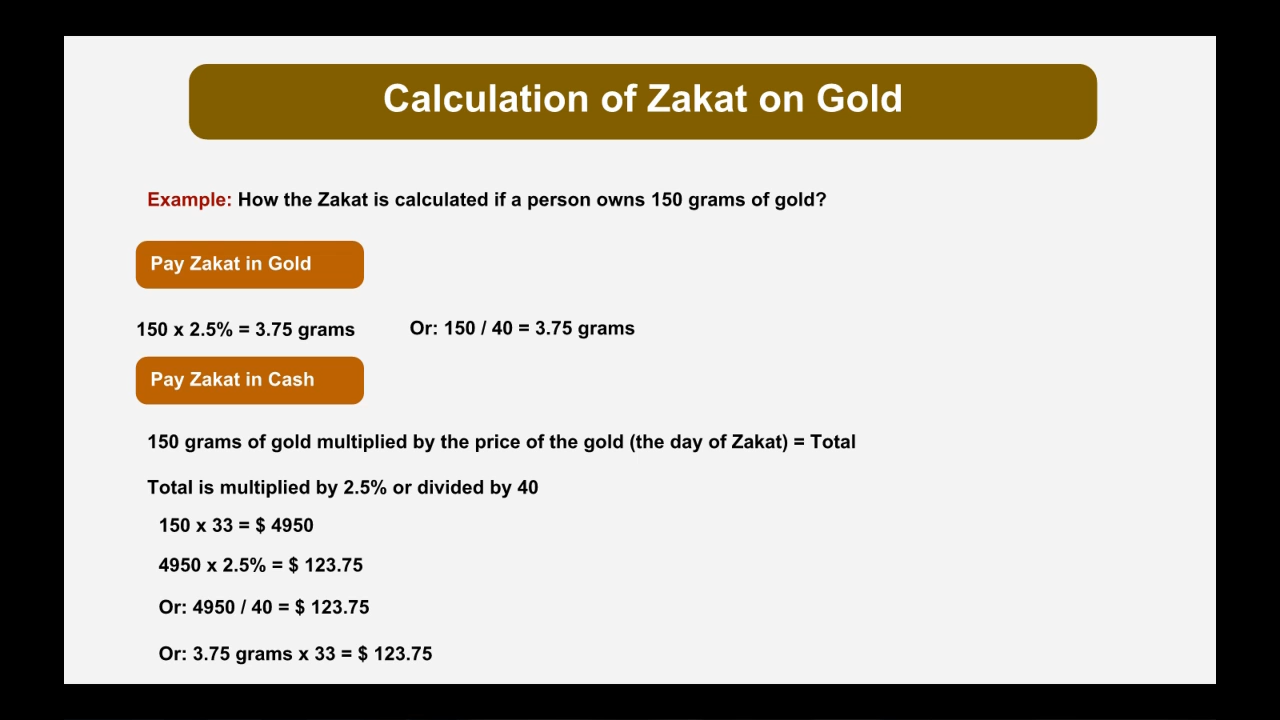 Calculation of Zakat on Gold
Example: How the Zakat is calculated if a person owns 150 grams of gold?
Pay Zakat in Gold
150 x 2.5% = 3.75 grams
Or: 150 / 40 = 3.75 grams
Pay Zakat in Cash
150 grams of gold multiplied by the price of the gold (the day of Zakat) = Total
Total is multiplied by 2.5% or divided by 40
150 x 33 = $ 4950
4950 x 2.5% = $ 123.75
Or: 4950 / 40 = $ 123.75
Or: 3.75 grams x 33 = $ 123.75